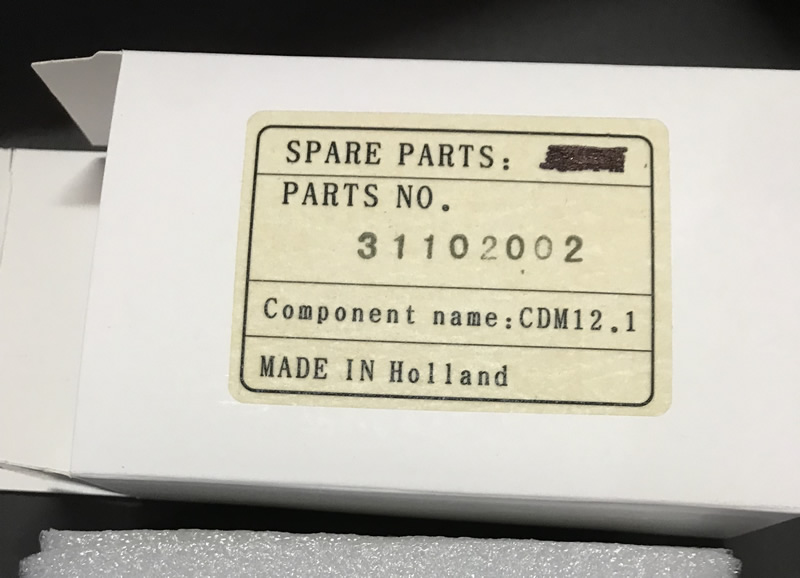 SPARE PARTS:
PARTS NO.
31102002
Component name:CDM12.1
MADE IN Holland